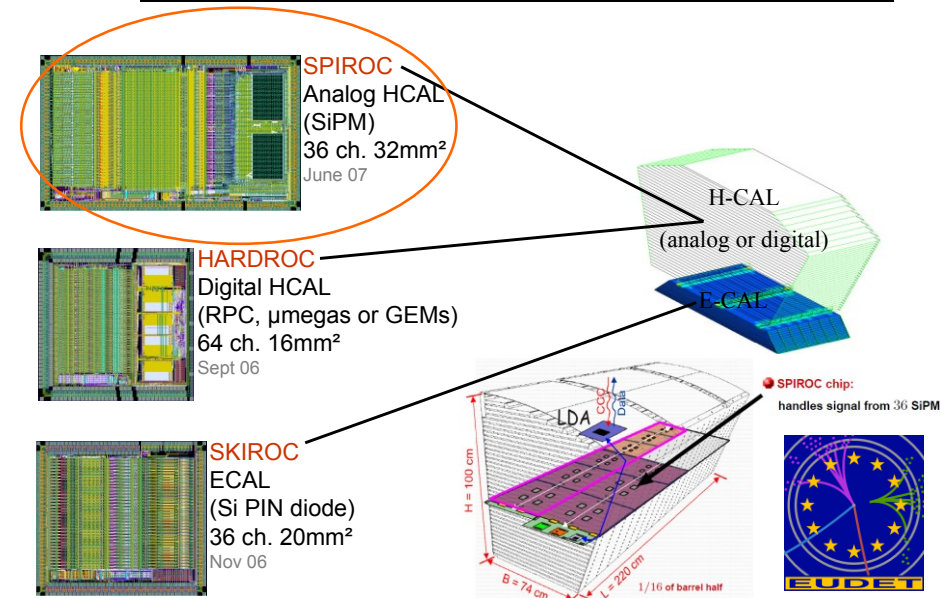 SPIROC
Analog HCAL
(SiPM)
36 ch. 32mm²
June 07
HARDROC
Digital HCAL
(RPC, µmegas or GEMs)
64 ch. 16mm²
Sept 06
SKIROC
ECAL
(Si PIN diode)
36 ch. 20mm²
Nov 06
H-CAL
(analog or digital)
E-CAL
SPIROC chip:
handles signal from 36 SiPM
CCC
Data
LDA
H = 100 cm
B = 74 cm
L = 220 cm
1/16 of barrel half
EUDET